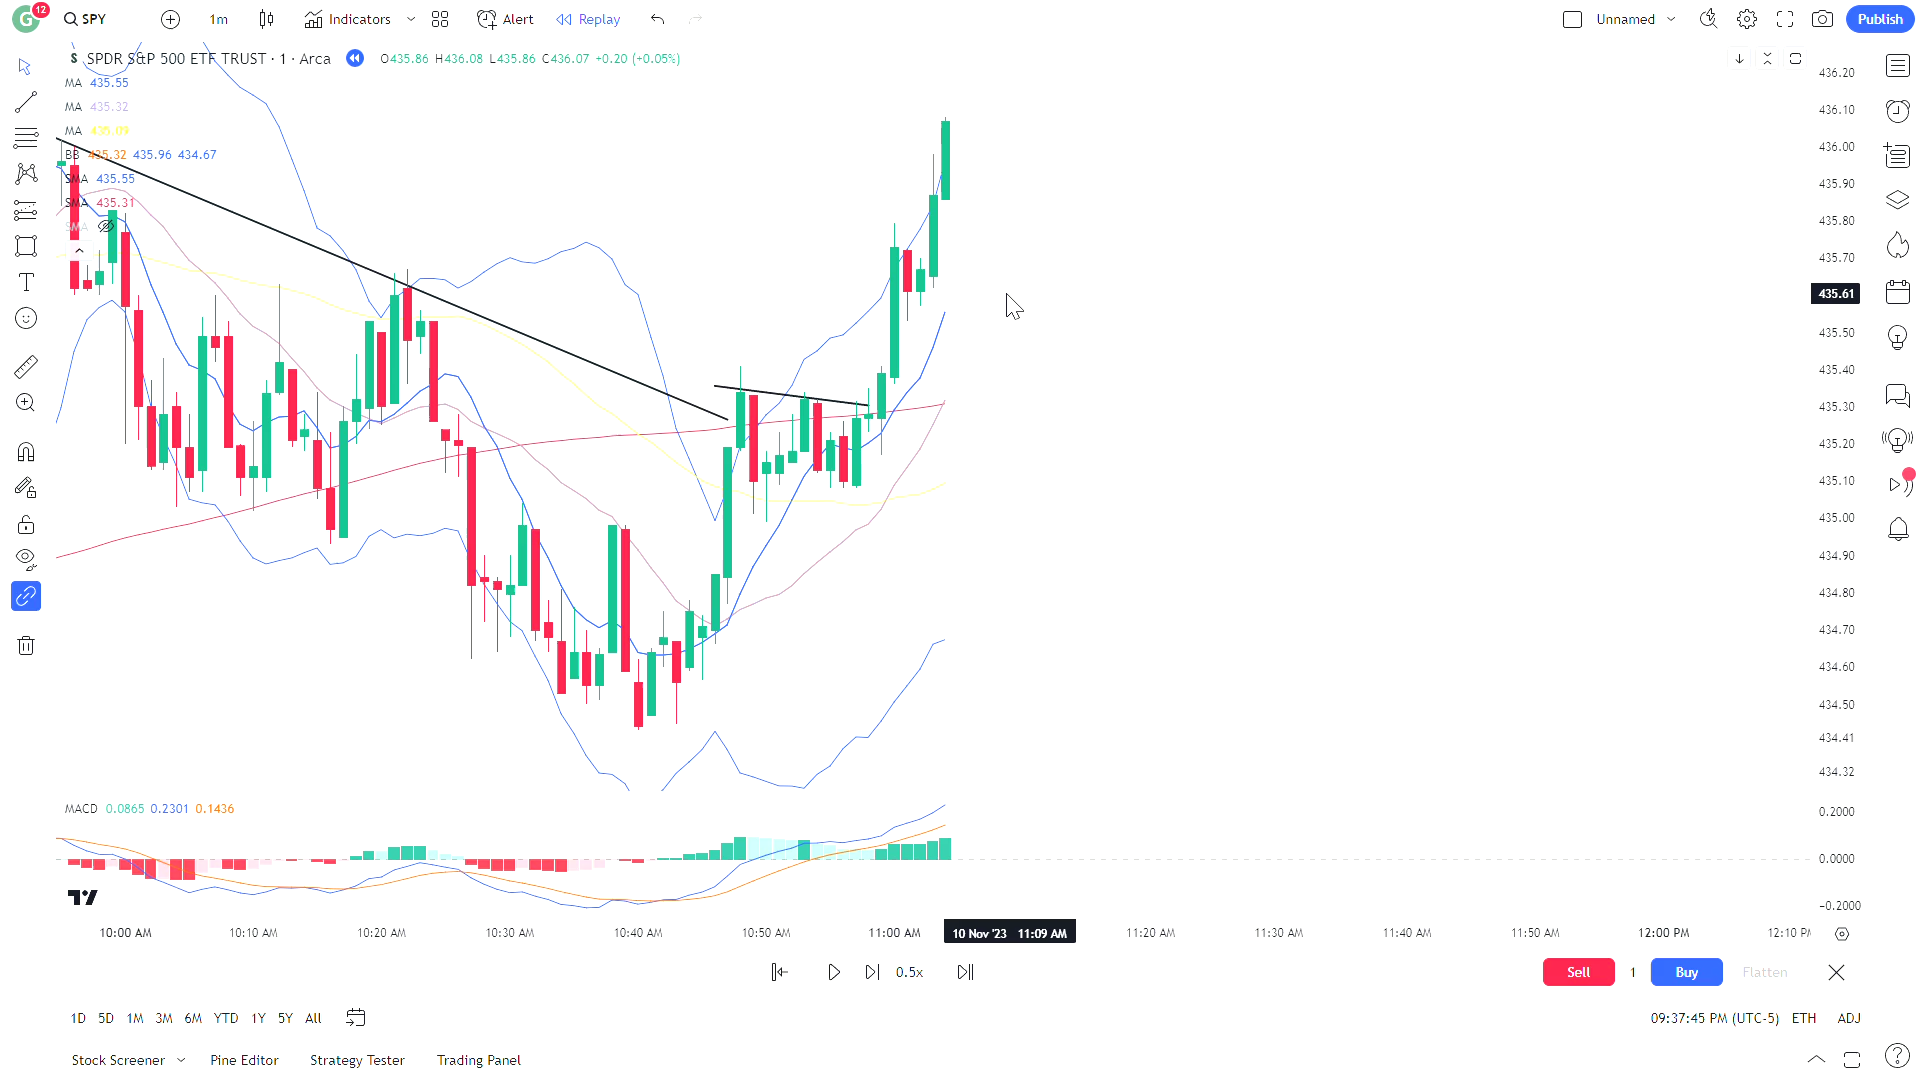 G 12 SPY 1m Indicators Alert Replay Unnamed Publish
S SPDR S&P 500 ETF TRUST · 1 · Arca O435.86 H436.08 L435.86 C436.07 +0.20 (+0.05%)
MA 435.55
MA 435.32
MA 435.09
BB 435.32 435.96 434.67
SMA 435.55
SMA 435.31
SMA
436.20
436.10
436.00
435.90
435.80
435.70
435.61
435.50
435.40
435.30
435.20
435.10
435.00
434.90
434.80
434.70
434.60
434.50
434.41
434.32
MACD 0.0865 0.2301 0.1436
0.2000
0.0000
−0.2000
10:00 AM 10:10 AM 10:20 AM 10:30 AM 10:40 AM 10:50 AM 11:00 AM 10 Nov '23 11:09 AM 11:20 AM 11:30 AM 11:40 AM 11:50 AM 12:00 PM 12:10 PM
0.5x Sell 1 Buy Flatten
1D 5D 1M 3M 6M YTD 1Y 5Y All 09:37:45 PM (UTC-5) ETH ADJ
Stock Screener Pine Editor Strategy Tester Trading Panel